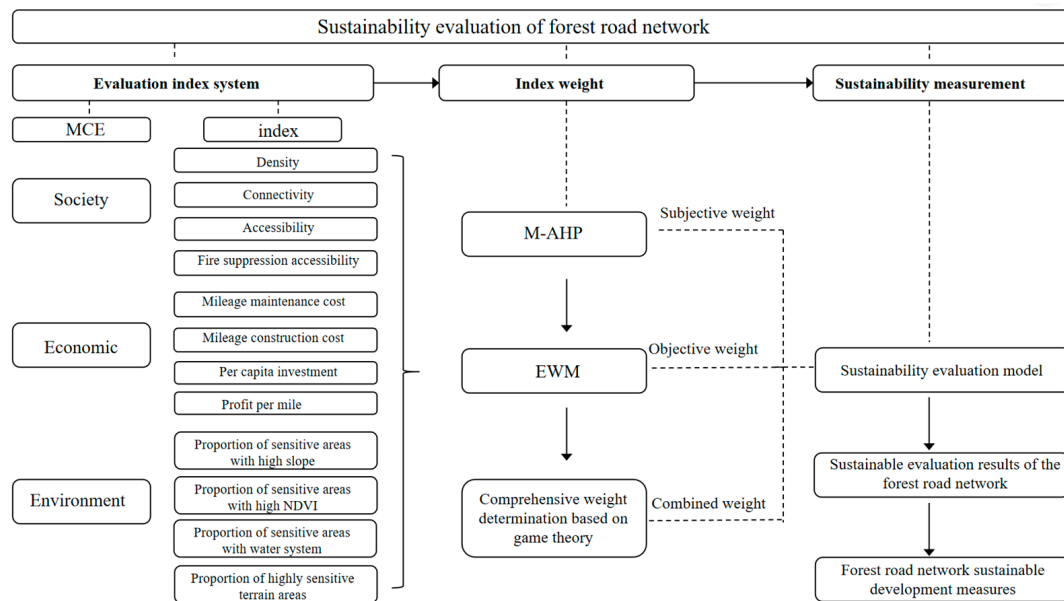 Sustainability evaluation of forest road network
Evaluation index system
Index weight
Sustainability measurement
MCE
index
Society
Density
Connectivity
Accessibility
Fire suppression accessibility
Economic
Mileage maintenance cost
Mileage construction cost
Per capita investment
Profit per mile
Environment
Proportion of sensitive areas
with high slope
Proportion of sensitive areas
with high NDVI
Proportion of sensitive areas
with water system
Proportion of highly sensitive
terrain areas
M-AHP
Subjective weight
EWM
Objective weight
Comprehensive weight
determination based on
game theory
Combined weight
Sustainability evaluation model
Sustainable evaluation results of the
forest road network
Forest road network sustainable
development measures